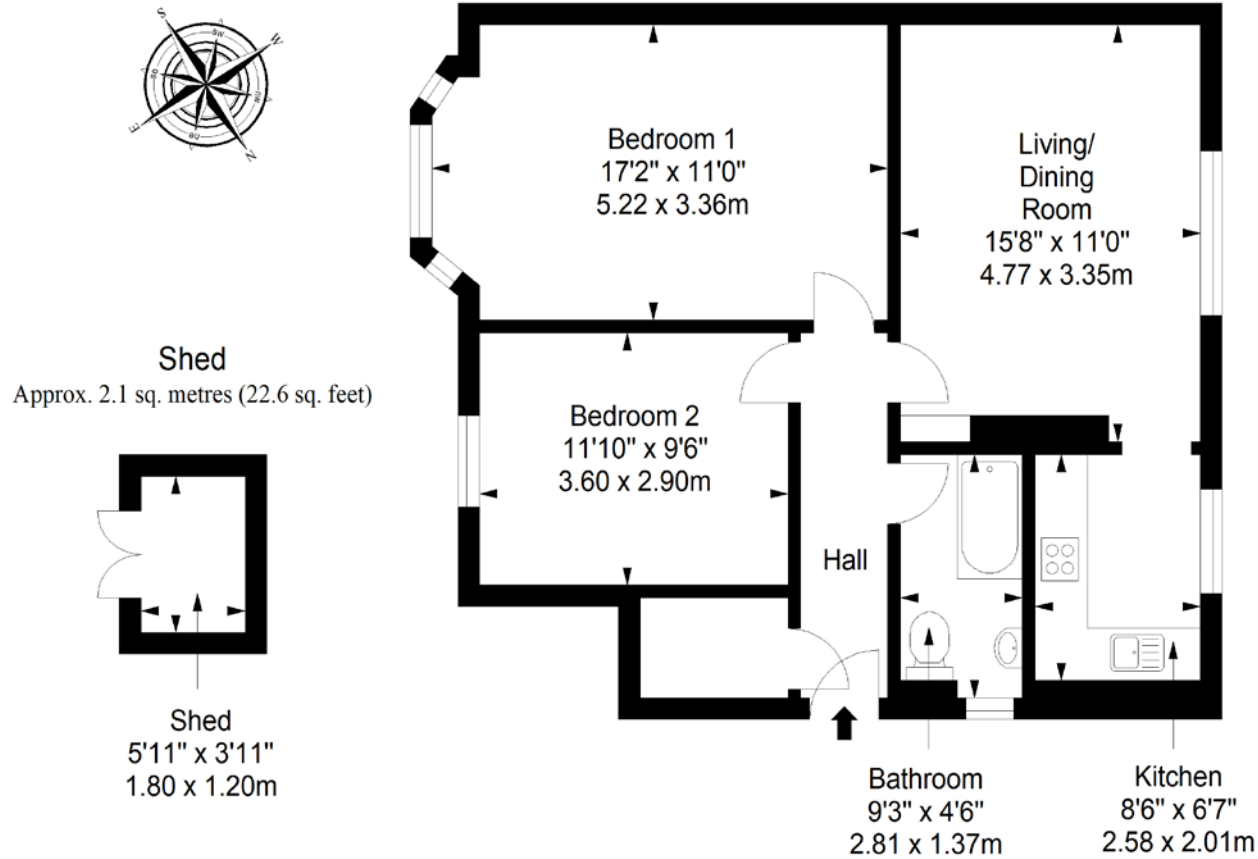 S
W
E
N
SW
SO
NW
Bedroom 1
17'2" x 11'0"
5.22 x 3.36m
Living/
Dining
Room
15'8" x 11'0"
4.77 x 3.35m
Shed
Approx. 2.1 sq. metres (22.6 sq. feet)
Bedroom 2
11'10" x 9'6"
3.60 x 2.90m
Hall
Shed
5'11" x 3'11"
1.80 x 1.20m
Bathroom
9'3" x 4'6"
2.81 x 1.37m
Kitchen
8'6" x 6'7"
2.58 x 2.01m